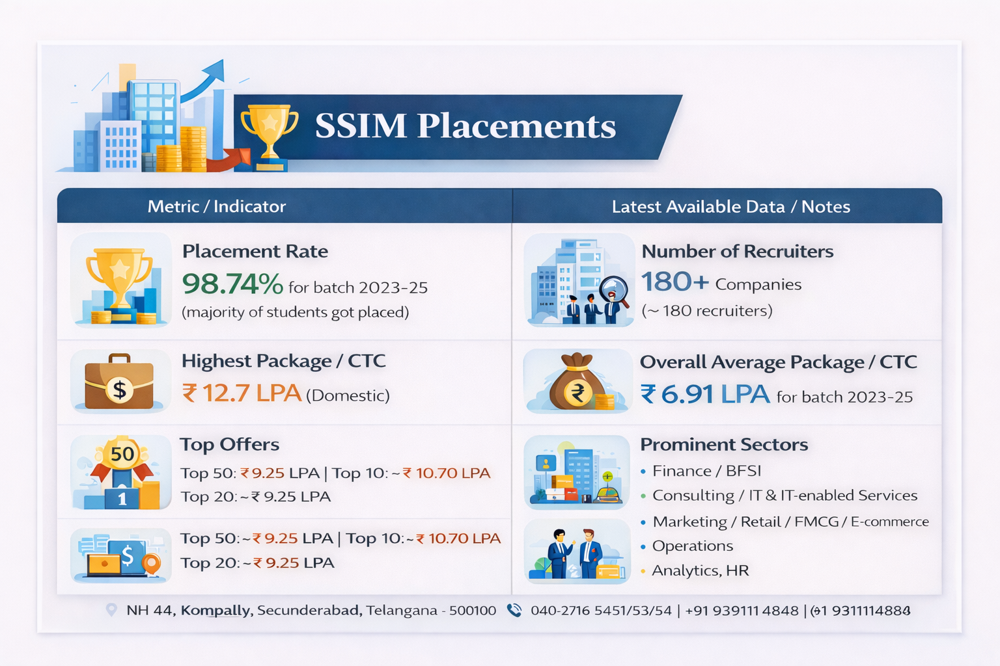 SSIM Placements
Metric / Indicator
Latest Available Data / Notes
Placement Rate
98.74% for batch 2023-25
(majority of students got placed)
Number of Recruiters
180+ Companies
(~ 180 recruiters)
$
Highest Package / CTC
₹ 12.7 LPA (Domestic)
₹
Overall Average Package / CTC
₹ 6.91 LPA for batch 2023-25
50
1
Top Offers
Top 50: ₹ 9.25 LPA | Top 10: ~ ₹ 10.70 LPA
Top 20: ~ ₹ 9.25 LPA
$
Top 50: ~ ₹ 9.25 LPA | Top 10: ~ ₹ 10.70 LPA
Top 20: ~ ₹ 9.25 LPA
Prominent Sectors
• Finance / BFSI
• Consulting / IT & IT-enabled Services
• Marketing / Retail / FMCG / E-commerce
• Operations
• Analytics, HR
NH 44, Kompally, Secunderabad, Telangana - 500100
040-2716 5451/53/54 | +91 939111 4848 |